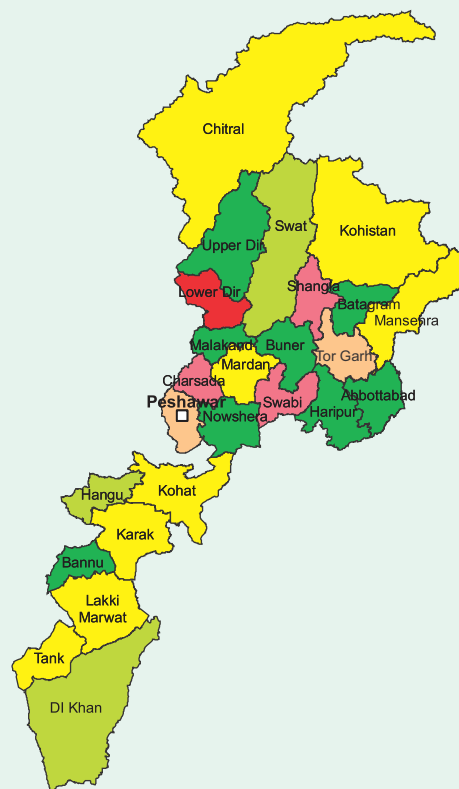 Chitral
Swat
Kohistan
Upper Dir
Shangla
Lower Dir
Batagram
Mansehra
Malakand
Buner
Tor Garh
Mardan
Charsada
Abbottabad
Peshawar
Swabi
Haripur
Nowshera
Kohat
Hangu
Karak
Bannu
Lakki
Marwat
Tank
DI Khan